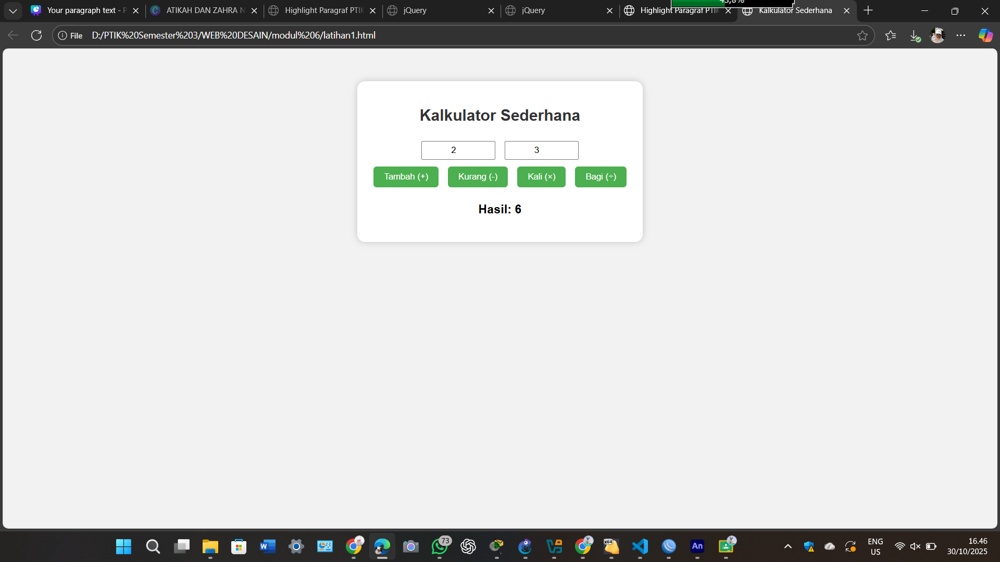 Your paragraph text - P
ATIKAH DAN ZAHRA N
Highlight Paragraf PTIK
jQuery
jQuery
Highlight Paragraf PTIK
Kalkulator Sederhana
File
D:/PTIK%20Semester%203/WEB%20DESAIN/modul%206/latihan1.html
Kalkulator Sederhana
2
3
Tambah (+)
Kurang (-)
Kali (×)
Bagi (÷)
Hasil: 6
73
x64
An
ENG
US
16.46
30/10/2025